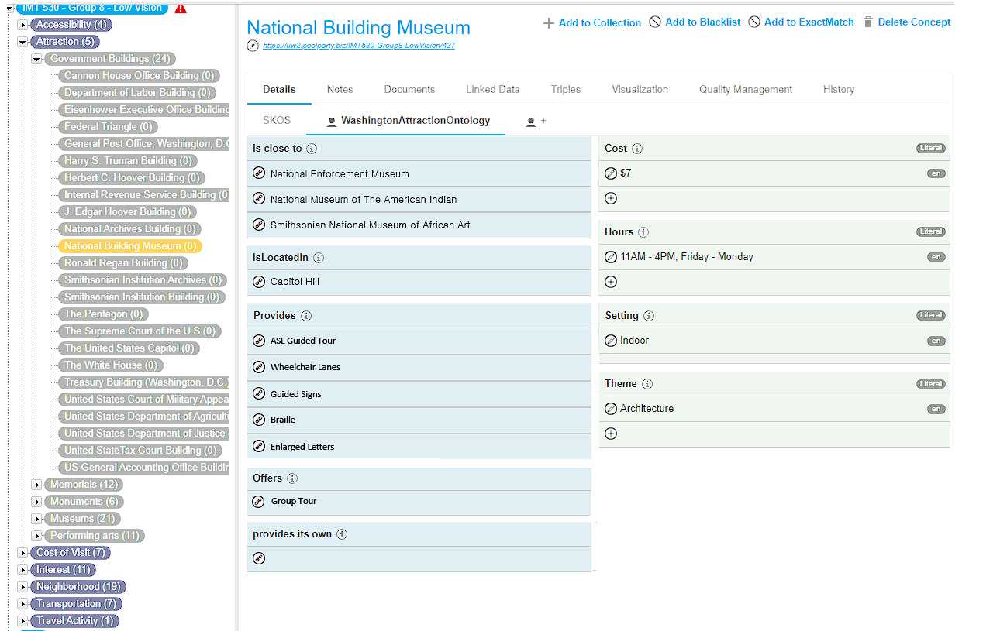 IMT 530 - Group 8 - Low Vision
Accessibility (4)
Attraction (5)
Government Buildings (24)
Cannon House Office Building (0)
Department of Labor Building (0)
Eisenhower Executive Office Building
Federal Triangle (0)
General Post Office, Washington, D.C
Harry S. Truman Building (0)
Herbert C. Hoover Building (0)
Internal Revenue Service Building (0)
J. Edgar Hoover Building (0)
National Archives Building (0)
National Building Museum (0)
Ronald Regan Building (0)
Smithsonian Institution Archives (0)
Smithsonian Institution Building (0)
The Pentagon (0)
The Supreme Court of the U.S (0)
The United States Capitol (0)
The White House (0)
Treasury Building (Washington, D.C.)
United States Court of Military Appea
United States Department of Agricultu
United States Department of Justice (
United StateTax Court Building (0)
US General Accounting Office Buildin
Memorials (12)
Monuments (6)
Museums (21)
Performing arts (11)
Cost of Visit (7)
Interest (11)
Neighborhood (19)
Transportation (7)
Travel Activity (1)
National Building Museum
https://uw2.poolparty.biz/IMT530-Group8-LowVision/437
Add to Collection Add to Blacklist Add to ExactMatch Delete Concept
Details Notes Documents Linked Data Triples Visualization Quality Management History
SKOS WashingtonAttractionOntology +
is close to
National Enforcement Museum
National Museum of The American Indian
Smithsonian National Museum of African Art
IsLocatedIn
Capitol Hill
Provides
ASL Guided Tour
Wheelchair Lanes
Guided Signs
Braille
Enlarged Letters
Offers
Group Tour
provides its own
Cost Literal
$7 en
Hours Literal
11AM - 4PM, Friday - Monday en
Setting Literal
Indoor en
Theme Literal
Architecture en